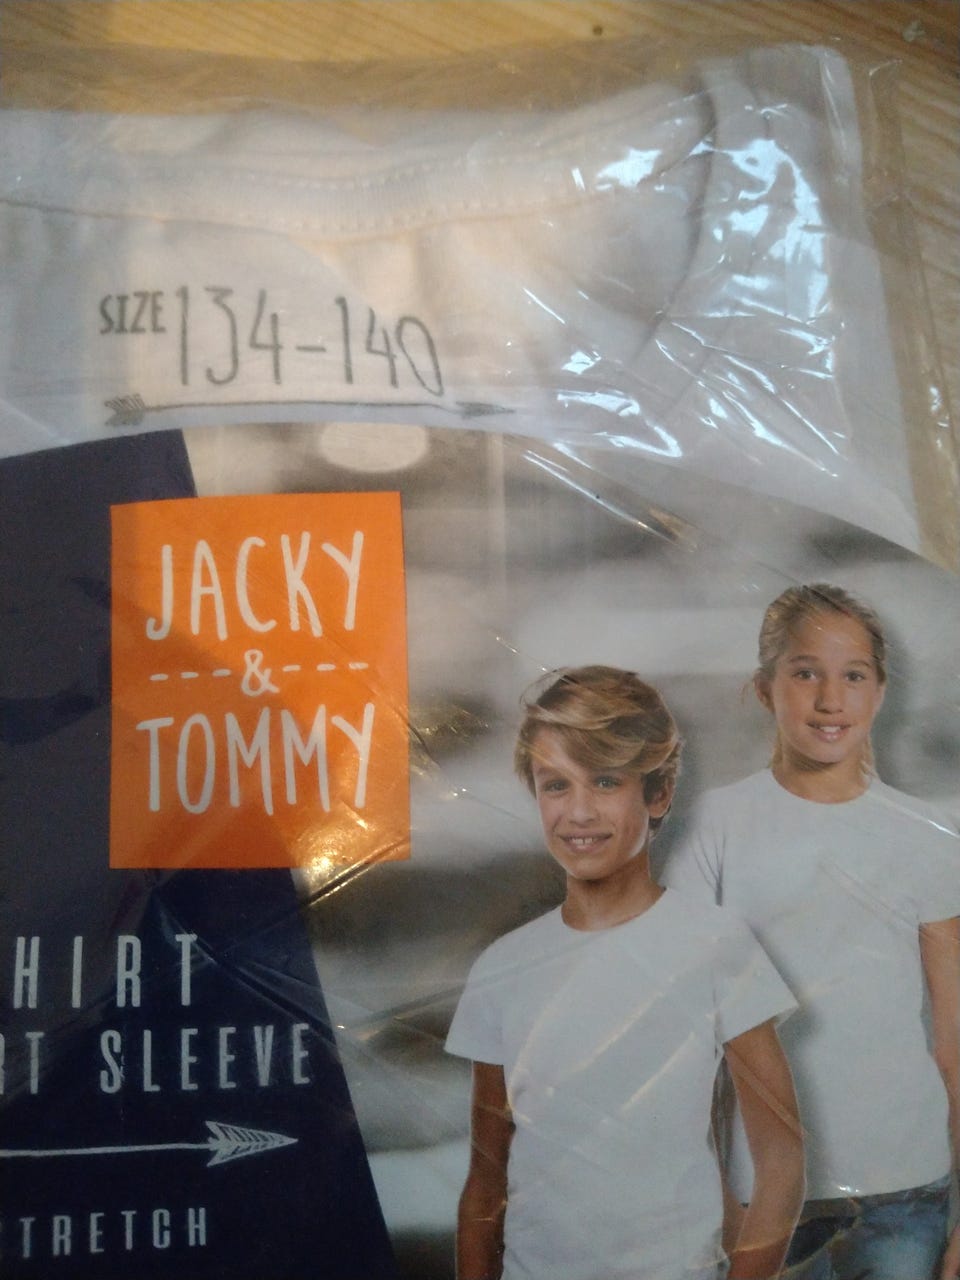 SIZE 134-140
JACKY
&
TOMMY
HIRT
RT SLEEVE
TRETCH